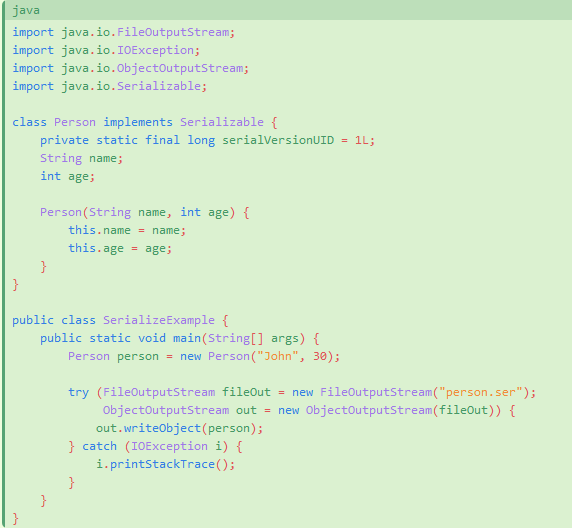 java
import java.io.FileOutputStream;
import java.io.IOException;
import java.io.ObjectOutputStream;
import java.io.Serializable;

class Person implements Serializable {
    private static final long serialVersionUID = 1L;
    String name;
    int age;

    Person(String name, int age) {
        this.name = name;
        this.age = age;
    }
}

public class SerializeExample {
    public static void main(String[] args) {
        Person person = new Person("John", 30);

        try (FileOutputStream fileOut = new FileOutputStream("person.ser");
             ObjectOutputStream out = new ObjectOutputStream(fileOut)) {
            out.writeObject(person);
        } catch (IOException i) {
            i.printStackTrace();
        }
    }
}